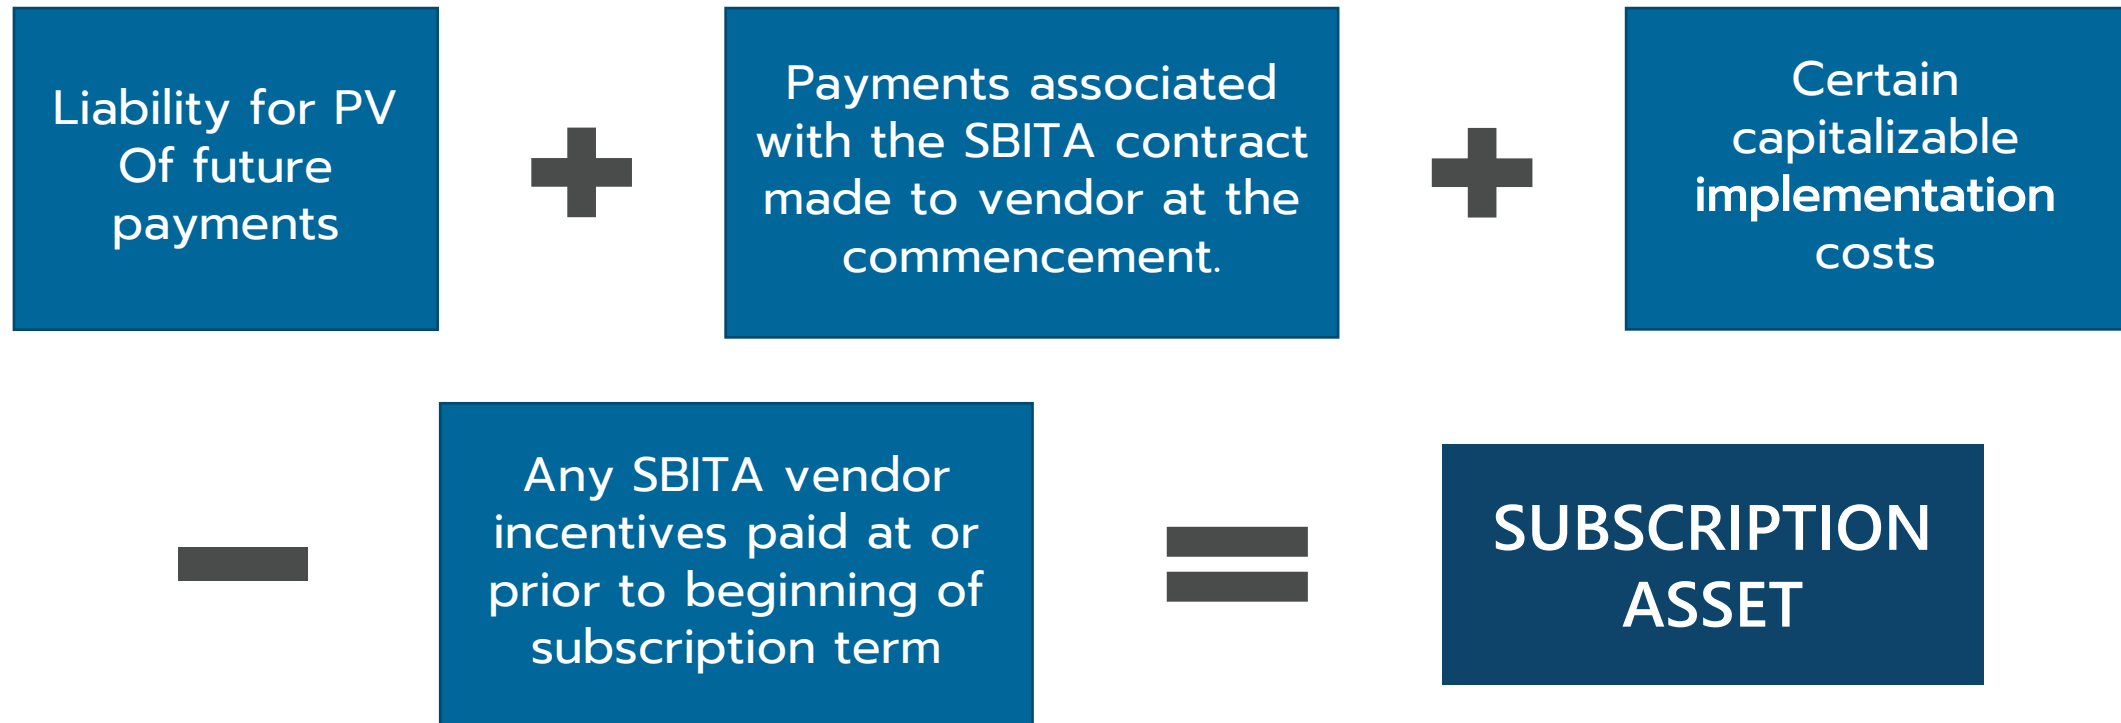 Liability for PV
Of future
payments
Payments associated
with the SBITA contract
made to vendor at the
commencement.
Certain
capitalizable
implementation
costs
Any SBITA vendor
incentives paid at or
prior to beginning of
subscription term
SUBSCRIPTION
ASSET